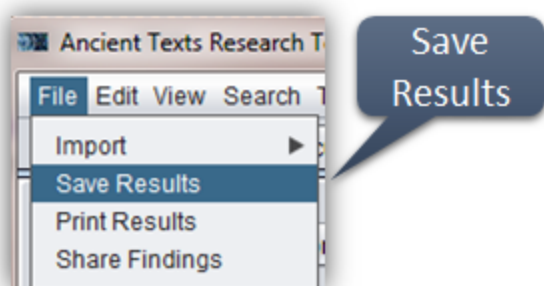 Ancient Texts Research
File Edit View Search
Import
Save Results
Print Results
Share Findings
Save
Results